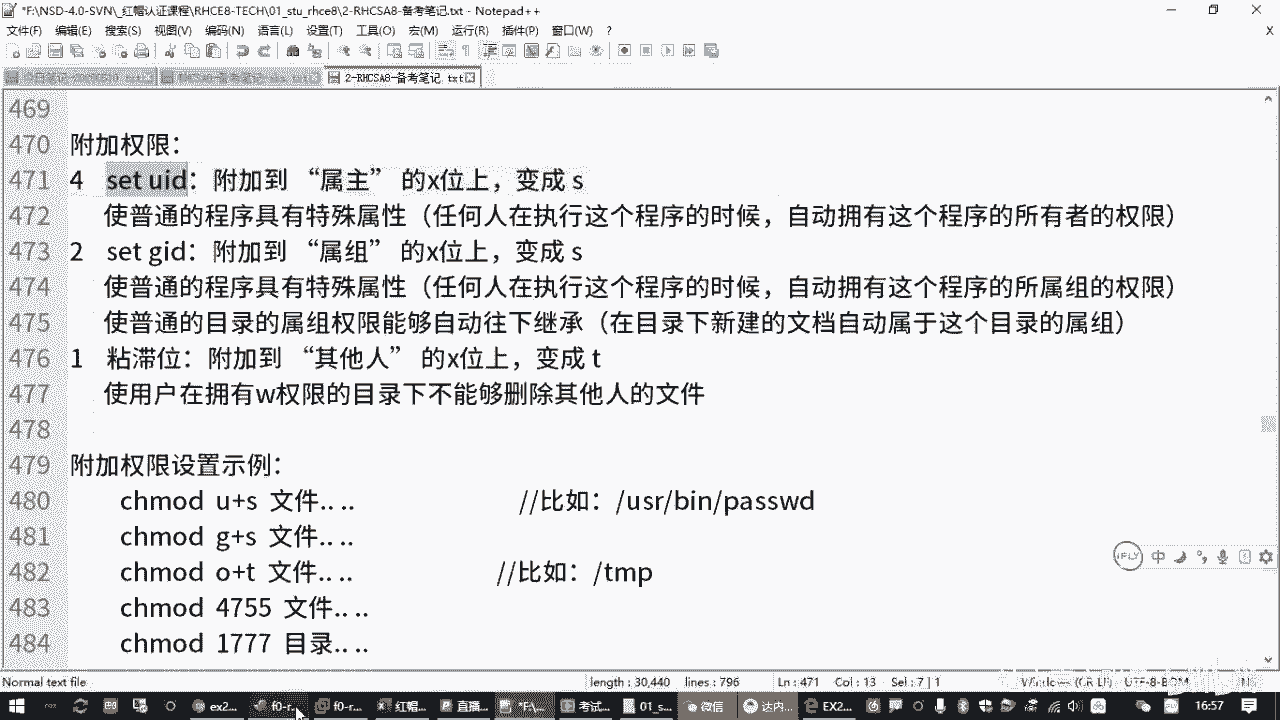 *F:\NSD-4.0-SVN\_红帽认证课程\RHCE8-TECH\01_stu_rhce8\2-RHCSA8-备考笔记.txt - Notepad++
文件(F) 编辑(E) 搜索(S) 视图(V) 编码(N) 语言(L) 设置(T) 工具(O) 宏(M) 运行(R) 插件(P) 窗口(W) ? X
2-RHCSA8-备考笔记.txt
469
470 附加权限：
471 4 set uid：附加到 “属主” 的x位上，变成 s
472 使普通的程序具有特殊属性（任何人在执行这个程序的时候，自动拥有这个程序的所有者的权限）
473 2 set gid：附加到 “属组” 的x位上，变成 s
474 使普通的程序具有特殊属性（任何人在执行这个程序的时候，自动拥有这个程序的所属组的权限）
475 使普通的目录的属组权限能够自动往下继承（在目录下新建的文档自动属于这个目录的属组）
476 1 粘滞位：附加到 “其他人” 的x位上，变成 t
477 使用户在拥有w权限的目录下不能够删除其他人的文件
478
479 附加权限设置示例：
480 chmod u+s 文件.. .. //比如：/usr/bin/passwd
481 chmod g+s 文件.. ..
482 chmod o+t 文件.. .. //比如：/tmp
483 chmod 4755 文件.. ..
484 chmod 1777 目录.. ..
iFLY 中
Normal text file length : 30,440 lines : 796 Ln : 471 Col : 13 Sel : 7 | 1 Windows (CR LF) UTF-8-BOM
ex2... f0-r... f0-r... 红帽... 直播... *F:\... 考试... 01_s... 微信 达内... EX2... 16:57